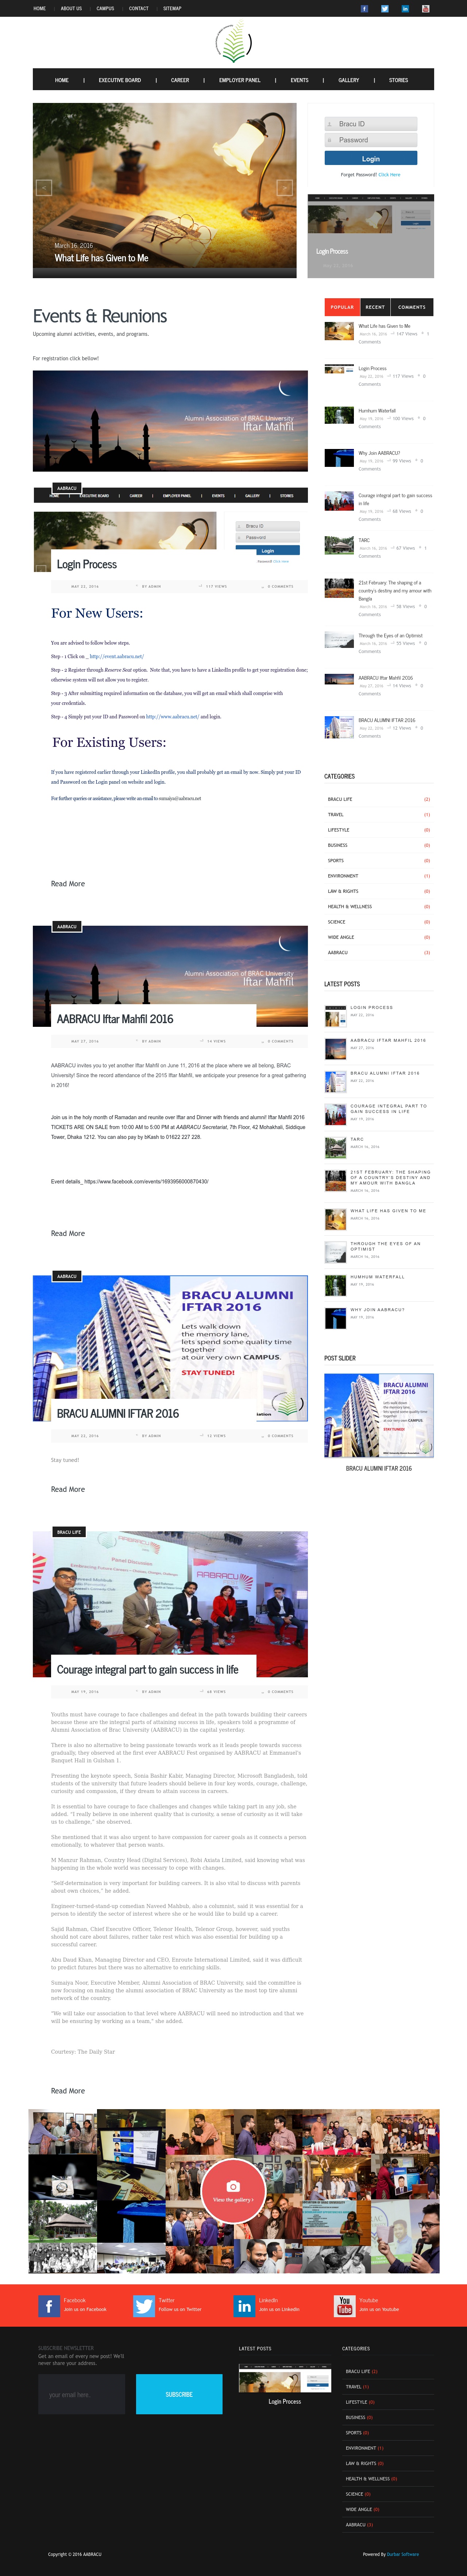 HOME
ABOUT US
CAMPUS
CONTACT
SITEMAP
HOME
EXECUTIVE BOARD
CAREER
EMPLOYER PANEL
EVENTS
GALLERY
STORIES
March 16, 2016
What Life has Given to Me
Bracu ID
Password
Login
Forget Password? Click Here
Login Process
Events & Reunions
Upcoming alumni activities, events, and programs.
For registration click bellow!
Alumni Association of BRAC University
Iftar Mahfil
POPULAR
RECENT
COMMENTS
What Life has Given to Me
March 16, 2016 147 Views 1
Comments
Login Process
May 22, 2016 117 Views 0
Comments
Humhum Waterfall
May 19, 2016 100 Views 0
Comments
Why Join AABRACU?
May 19, 2016 99 Views 0
Comments
Courage integral part to gain success
in life
May 19, 2016 68 Views 0
Comments
TARC
March 16, 2016 67 Views 1
Comments
21st February: The shaping of a
country's destiny and my amour with
Bangla
March 16, 2016 Views 0
Comments
Through the Eyes of an Optimist
March 16, 2016 Views 0
Comments
AABRACU Iftar Mahfil 2016
May 27, 2016 14 Views 0
Comments
BRACU ALUMNI IFTAR 2016
May 22, 2016 12 Views 0
Comments
AABRACU
HOME
EXECUTIVE BOARD
CAREER
EMPLOYER PANEL
EVENTS
GALLERY
STORIES
Bracu ID
Password
Login
Password? Click Here
Login Process
MAY 22, 2016
BY ADMIN
117 VIEWS
0 COMMENTS
For New Users:
You are advised to follow below steps.
Step - 1 Click on _ http://event.aabracu.net/
Step - 2 Register through Reserve Seat option. Note that, you have to have a LinkedIn profile to get your registration done;
otherwise system will not allow you to register.
Step - 3 After submitting required information on the database, you will get an email which shall comprise with
your credentials.
Step - 4 Simply put your ID and Password on http://www.aabracu.net/ and login.
For Existing Users:
If you have registered earlier through your LinkedIn profile, you shall probably get an email by now. Simply put your ID
and Password on the Login panel on website and login.
For further queries or assistance, please write an email to sumaiya@aabracu.net
Read More
CATEGORIES
BRACU LIFE (2)
TRAVEL (1)
LIFESTYLE (0)
BUSINESS (0)
SPORTS (0)
ENVIRONMENT (1)
LAW & RIGHTS (0)
HEALTH & WELLNESS (0)
SCIENCE (0)
WIDE ANGLE (0)
AABRACU (3)
AABRACU
Alumni Association of BRAC University
Iftar Mahfil
AABRACU Iftar Mahfil 2016
MAY 27, 2016
BY ADMIN
14 VIEWS
0 COMMENTS
AABRACU invites you to yet another Iftar Mahfil on June 11, 2016 at the place where we all belong, BRAC
University! Since the record attendance of the 2015 Iftar Mahfil, we anticipate your presence for a great gathering
in 2016!
Join us in the holy month of Ramadan and reunite over Iftar and Dinner with friends and alumni! Iftar Mahfil 2016
TICKETS ARE ON SALE from 10:00 AM to 5:00 PM at AABRACU Secretariat, 7th Floor, 42 Mohakhali, Siddique
Tower, Dhaka 1212. You can also pay by bKash to 01622 227 228.
Event details_ https://www.facebook.com/events/1693956000870430/
Read More
LATEST POSTS
LOGIN PROCESS
MAY 22, 2016
AABRACU IFTAR MAHFIL 2016
MAY 27, 2016
BRACU ALUMNI IFTAR 2016
MAY 22, 2016
COURAGE INTEGRAL PART TO
GAIN SUCCESS IN LIFE
MAY 19, 2016
TARC
MARCH 16, 2016
21ST FEBRUARY: THE SHAPING
OF A COUNTRY'S DESTINY AND
MY AMOUR WITH BANGLA
MARCH 16, 2016
WHAT LIFE HAS GIVEN TO ME
MARCH 16, 2016
THROUGH THE EYES OF AN
OPTIMIST
MARCH 16, 2016
HUMHUM WATERFALL
MAY 19, 2016
WHY JOIN AABRACU?
MAY 19, 2016
AABRACU
BRACU ALUMNI
IFTAR 2016
Lets walk down
the memory lane,
lets spend some quality time
together
at our very own CAMPUS.
STAY TUNED!
BRACU ALUMNI IFTAR 2016
MAY 22, 2016
BY ADMIN
12 VIEWS
0 COMMENTS
Stay tuned!
Read More
POST SLIDER
BRACU ALUMNI
IFTAR 2016
STAY TUNED!
BRACU ALUMNI IFTAR 2016
BRACU LIFE
Courage integral part to gain success in life
MAY 19, 2016
BY ADMIN
68 VIEWS
0 COMMENTS
Youths must have courage to face challenges and defeat in the path towards building their careers
because these are the integral parts of attaining success in life, speakers told a programme of
Alumni Association of Brac University (AABRACU) in the capital yesterday.
There is also no alternative to being passionate towards work as it leads people towards success
gradually, they observed at the first ever AABRACU Fest organised by AABRACU at Emmanuel's
Banquet Hall in Gulshan 1.
Presenting the keynote speech, Sonia Bashir Kabir, Managing Director, Microsoft Bangladesh, told
students of the university that future leaders should believe in four key words, courage, challenge,
curiosity and compassion, if they dream to attain success in careers.
It is essential to have courage to face challenges and changes while taking part in any job, she
added. "I really believe in one inherent quality that is curiosity, a sense of curiosity as it will take
us to challenge," she observed.
She mentioned that it was also urgent to have compassion for career goals as it connects a person
emotionally, to whatever that person wants.
M Manzur Rahman, Country Head (Digital Services), Robi Axiata Limited, said knowing what was
happening in the whole world was necessary to cope with changes.
"Self-determination is very important for building careers. It is also vital to discuss with parents
about own choices," he added.
Engineer-turned-stand-up comedian Naveed Mahbub, also a columnist, said it was essential for a
person to identify the sector of interest where she or he would like to build up a career.
Sajid Rahman, Chief Executive Officer, Telenor Health, Telenor Group, however, said youths
should not care about failures, rather take rest which was also essential for building up a
successful career.
Abu Daud Khan, Managing Director and CEO, Enroute International Limited, said it was difficult
to predict futures but there was no alternative to enriching skills.
Sumaiya Noor, Executive Member, Alumni Association of BRAC University, said the committee is
now focusing on making the alumni association of BRAC University as the most top tire alumni
network of the country.
"We will take our association to that level where AABRACU will need no introduction and that we
will be ensuring by working as a team," she added.
Courtesy: The Daily Star
Read More
View the gallery
Facebook
Join us on Facebook
Twitter
Follow us on Twitter
LinkedIn
Join us on LinkedIn
Youtube
Join us on Youtube
SUBSCRIBE NEWSLETTER
Get an email of every new post! We'll
never share your address.
your email here
SUBSCRIBE
LATEST POSTS
Login Process
CATEGORIES
BRACU LIFE (2)
TRAVEL (1)
LIFESTYLE (0)
BUSINESS (0)
SPORTS (0)
ENVIRONMENT (1)
LAW & RIGHTS (0)
HEALTH & WELLNESS (0)
SCIENCE (0)
WIDE ANGLE (0)
AABRACU (3)
Copyright © 2016 AABRACU
Powered By Durbar Software